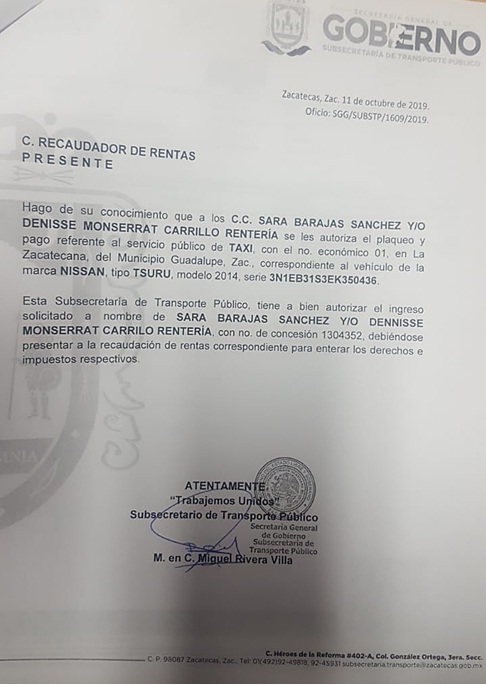 SECRETARÍA GENERAL DE
GOBIERNO
SUBSECRETARÍA DE TRANSPORTE PÚBLICO
Zacatecas, Zac. 11 de octubre de 2019.
Oficio: SGG/SUBSTP/1609/2019.
C. RECAUDADOR DE RENTAS
P R E S E N T E
Hago de su conocimiento que a los C.C. SARA BARAJAS SANCHEZ Y/O
DENISSE MONSERRAT CARRILLO RENTERÍA se les autoriza el plaqueo y
pago referente al servicio público de TAXI, con el no. económico 01, en La
Zacatecana, del Municipio Guadalupe, Zac., correspondiente al vehículo de la
marca NISSAN, tipo TSURU, modelo 2014, serie 3N1EB31S3EK350436.
Esta Subsecretaría de Transporte Público, tiene a bien autorizar el ingreso
solicitado a nombre de SARA BARAJAS SANCHEZ Y/O DENNISSE
MONSERRAT CARRILO RENTERÍA, con no. de concesión 1304352, debiéndose
presentar a la recaudación de rentas correspondiente para enterar los derechos e
impuestos respectivos.
ATENTAMENTE
"Trabajemos Unidos"
Subsecretario de Transporte Público
Secretaría General
de Gobierno
Subsecretaría de
Transporte Público
M. en C. Miguel Rivera Villa
C. Héroes de la Reforma #402-A, Col. González Ortega, 3era. Secc.
C. P. 98087 Zacatecas, Zac., Tel. 01(492)92-49818, 92-45931 subsecretaria.transporte@zacatecas.gob.mx